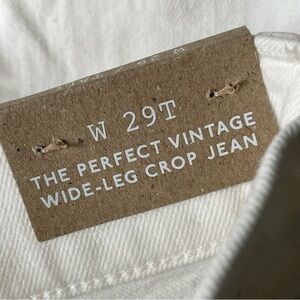 W 29T
THE PERFECT VINTAGE
WIDE-LEG CROP JEAN